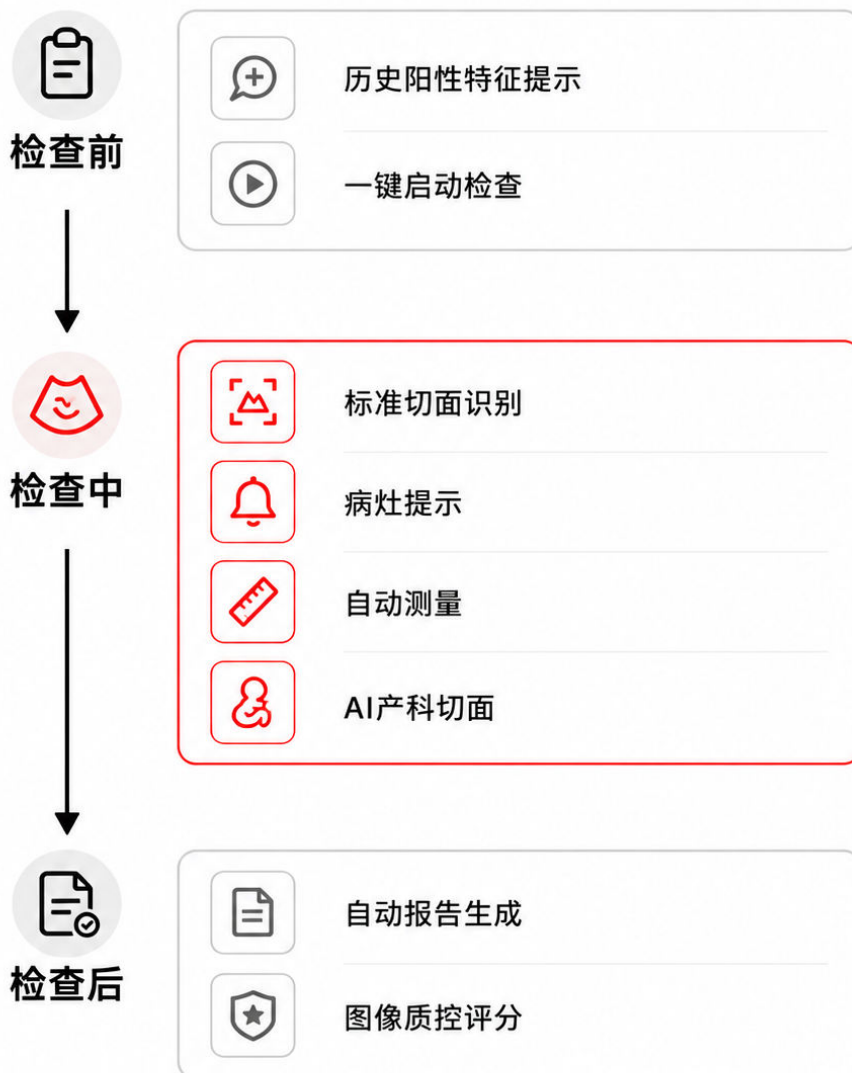 检查前
历史阳性特征提示
一键启动检查
检查中
标准切面识别
病灶提示
自动测量
AI产科切面
检查后
自动报告生成
图像质控评分